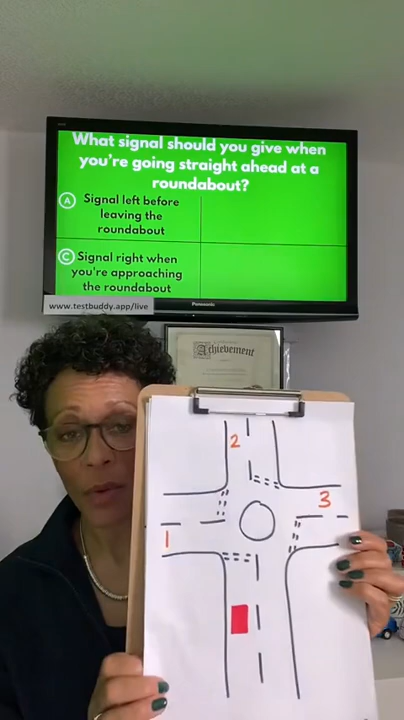 What signal should you give when
you're going straight ahead at a
roundabout?
A Signal left before
leaving the
roundabout
C Signal right when
you're approaching
the roundabout
www.testbuddy.app/live
Panasonic
Achievement
2
3
1